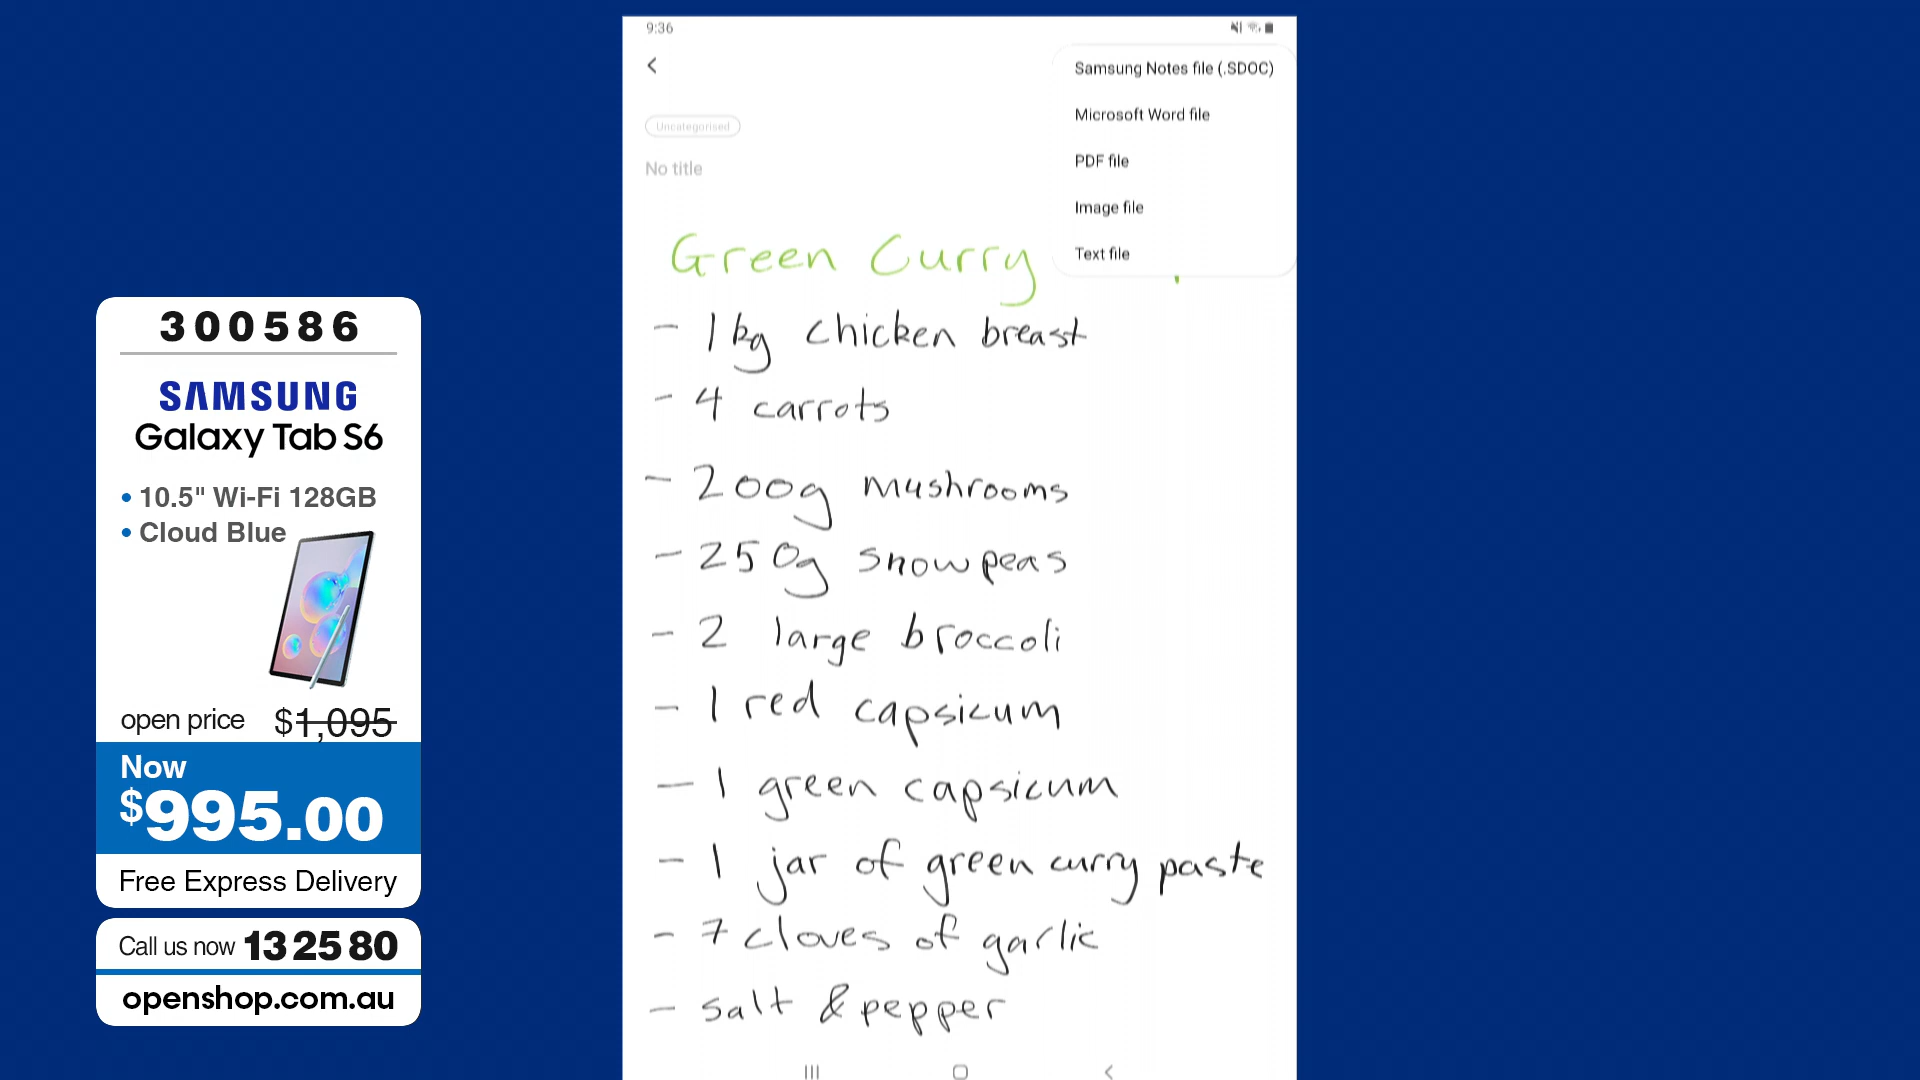 300586
SAMSUNG
Galaxy Tab S6
• 10.5" Wi-Fi 128GB
• Cloud Blue
open price $1,095
Now
$995.00
Free Express Delivery
Call us now 13 25 80
openshop.com.au
9:36
Uncategorised
No title
Samsung Notes file (.SDOC)
Microsoft Word file
PDF file
Image file
Text file
Green Curry
- 1kg chicken breast
- 4 carrots
- 200g mushrooms
- 250g snowpeas
- 2 large broccoli
- 1 red capsicum
- 1 green capsicum
- 1 jar of green curry paste
- 7 cloves of garlic
- salt & pepper